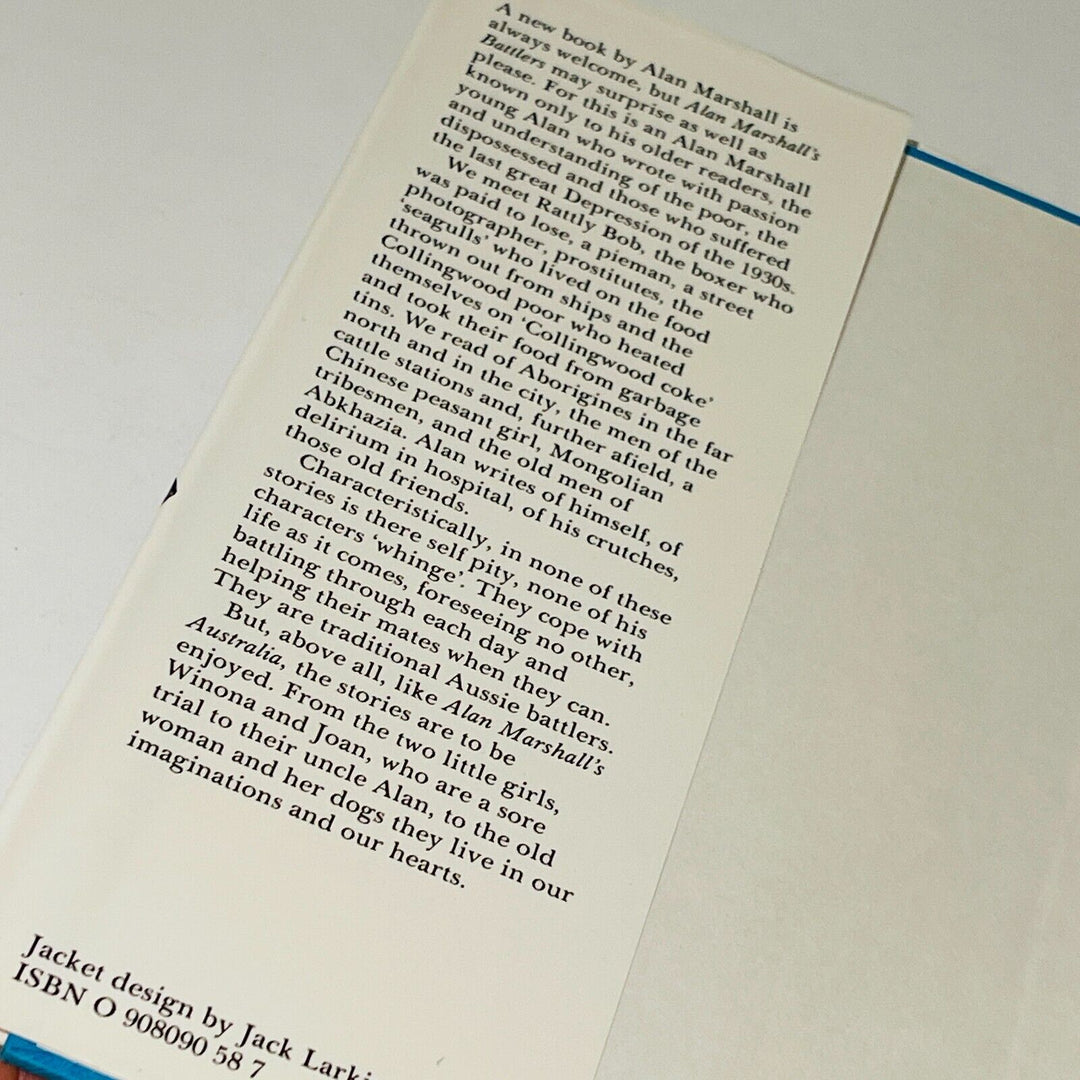 A new book by Alan Marshall is
always welcome, but Alan Marshall's
Battlers may surprise as well as
please. For this is an Alan Marshall
known only to his older readers, the
young Alan who wrote with passion
and understanding of the poor, the
dispossessed and those who suffered
the last great Depression of the 1930s.
We meet Rattly Bob, the boxer who
was paid to lose, a pieman, a street
photographer, prostitutes, the
'seagulls' who lived on the food
thrown out from ships and the
Collingwood poor who heated
themselves on 'Collingwood coke'
and took their food from garbage
tins. We read of Aborigines in the far
north and in the city, the men of the
cattle stations and, further afield, a
Chinese peasant girl, Mongolian
tribesmen, and the old men of
Abkhazia. Alan writes of himself, of
delirium in hospital, of his crutches,
those old friends.
Characteristically, in none of these
stories is there self pity, none of his
characters 'whinge'. They cope with
life as it comes, foreseeing no other,
battling through each day and
helping their mates when they can.
They are traditional Aussie battlers.
But, above all, like Alan Marshall's
Australia, the stories are to be
enjoyed. From the two little girls,
Winona and Joan, who are a sore
trial to their uncle Alan, to the old
woman and her dogs they live in our
imaginations and our hearts.
Jacket design by Jack
ISBN O 908090 58 7